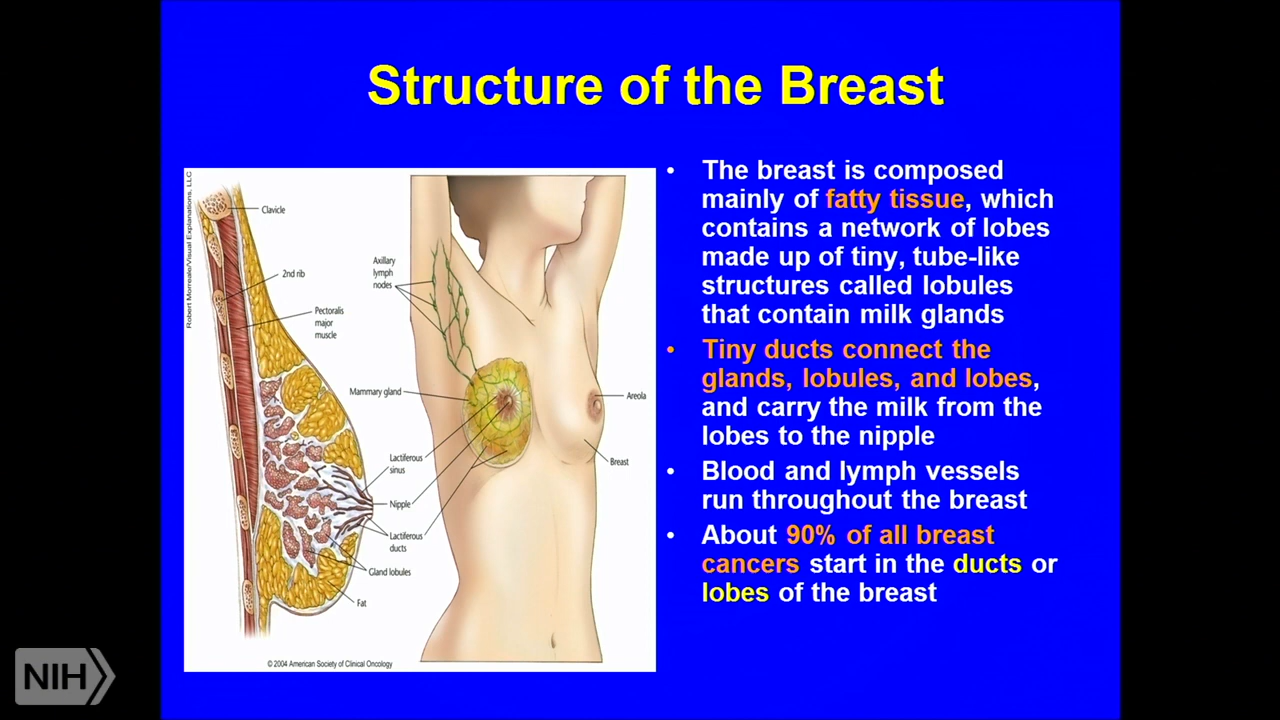 Structure of the Breast
Robert Morreale/Visual Explanations, LLC
Clavicle
2nd rib
Pectoralis
major
muscle
Axillary
lymph
nodes
Mammary gland
Areola
Lactiferous
sinus
Breast
Nipple
Lactiferous
ducts
Gland lobules
Fat
© 2004 American Society of Clinical Oncology
• The breast is composed
mainly of fatty tissue, which
contains a network of lobes
made up of tiny, tube-like
structures called lobules
that contain milk glands
• Tiny ducts connect the
glands, lobules, and lobes,
and carry the milk from the
lobes to the nipple
• Blood and lymph vessels
run throughout the breast
• About 90% of all breast
cancers start in the ducts or
lobes of the breast
NIH